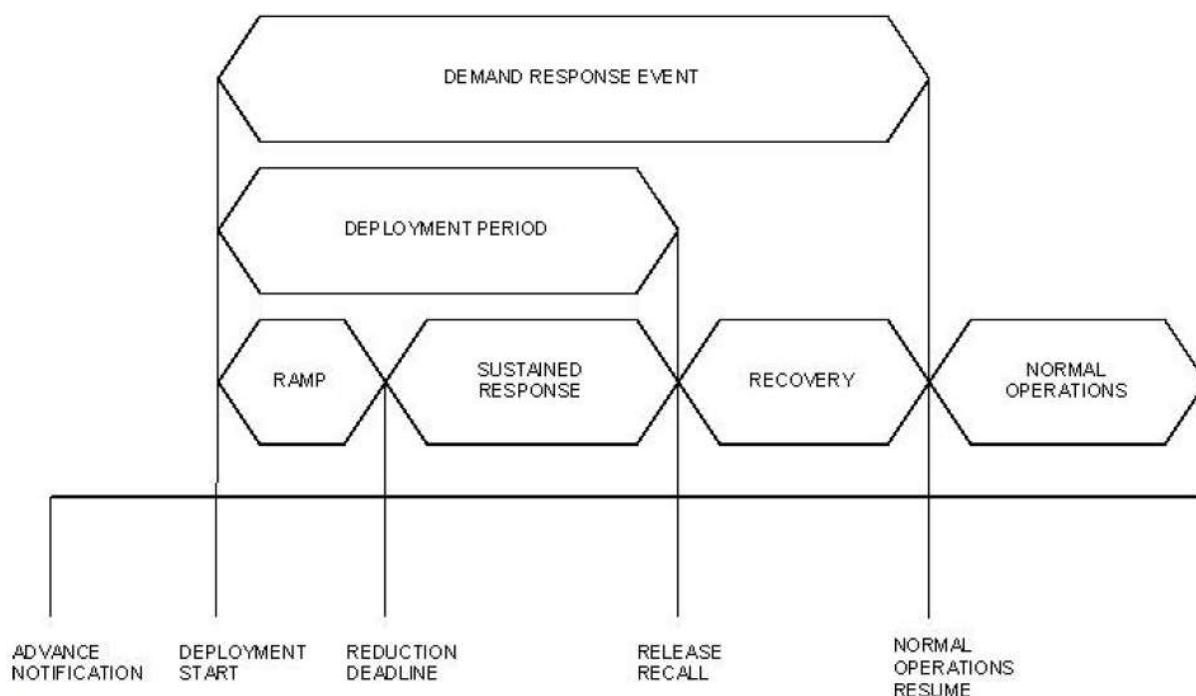 DEMAND RESPONSE EVENT
DEPLOYMENT PERIOD
RAMP
SUSTAINED
RESPONSE
RECOVERY
NORMAL
OPERATIONS
ADVANCE
NOTIFICATION
DEPLOYMENT
START
REDUCTION
DEADLINE
RELEASE
RECALL
NORMAL
OPERATIONS
RESUME